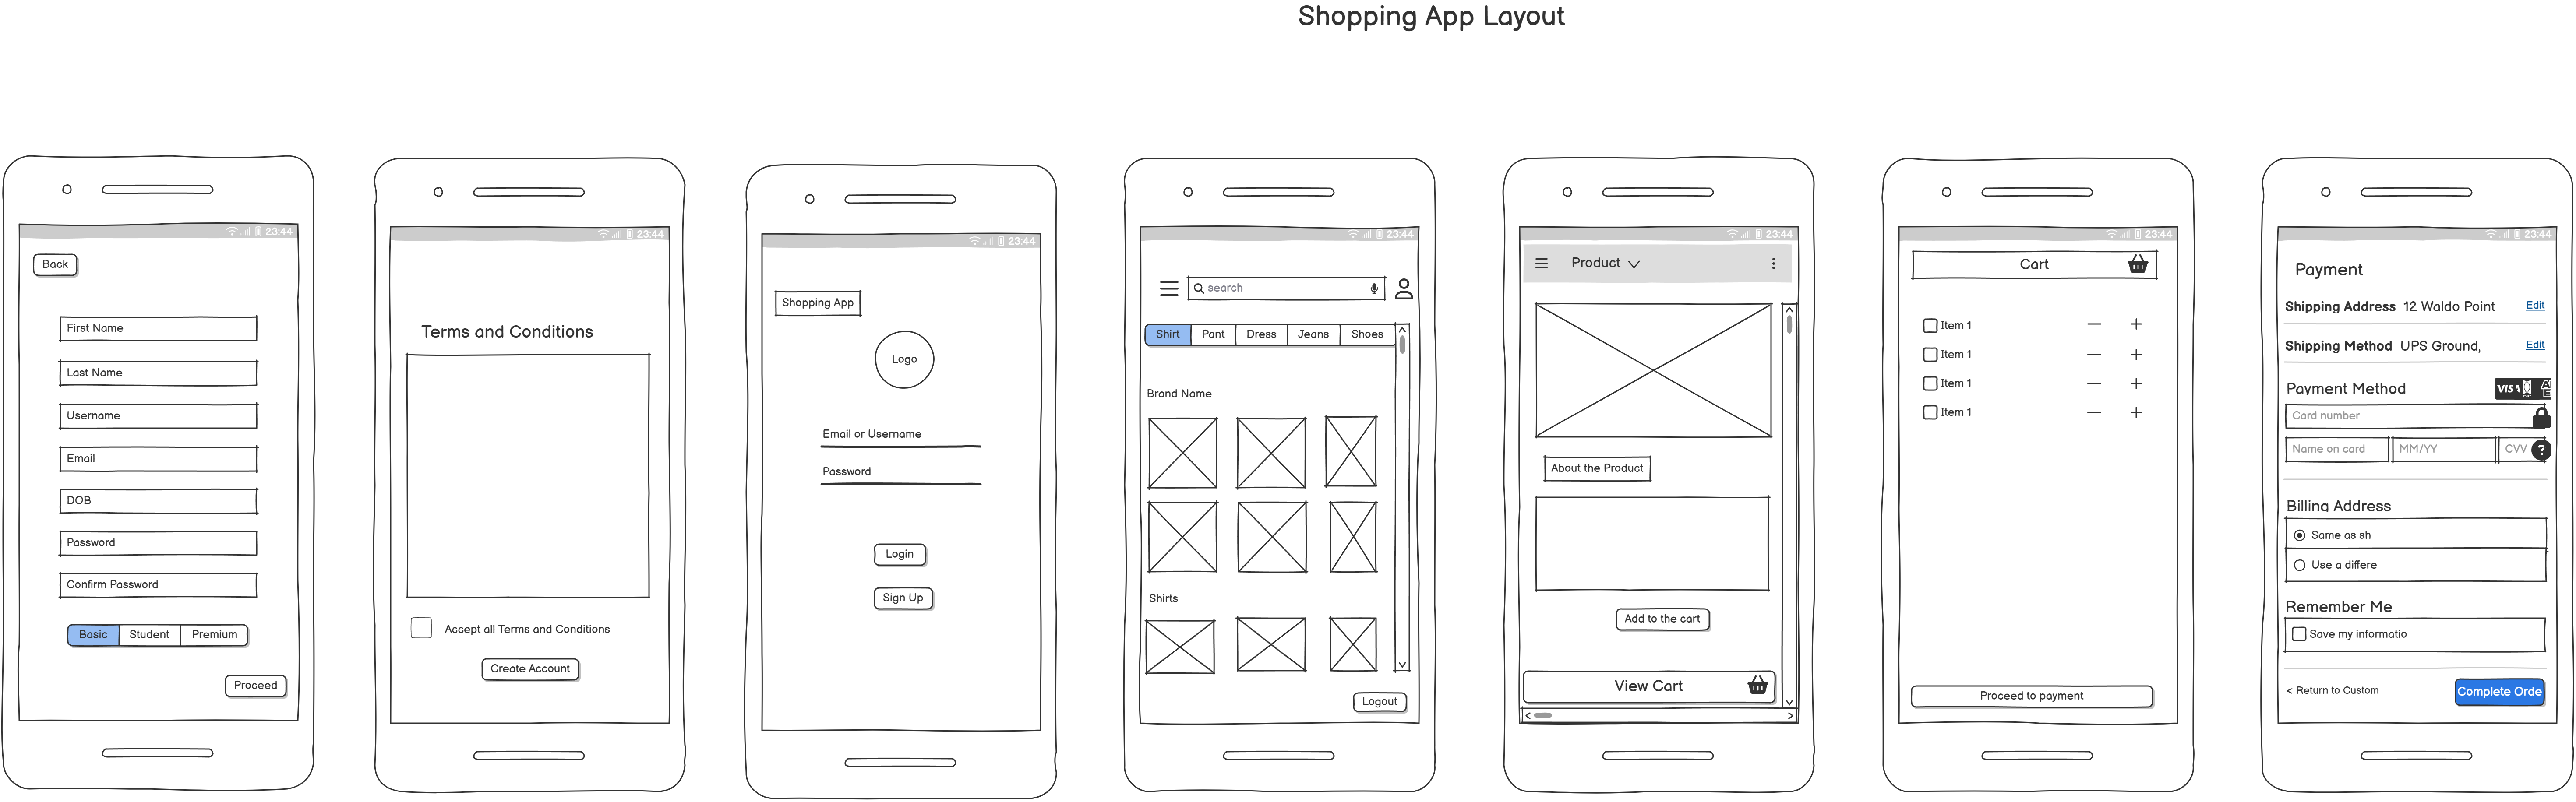 Shopping App Layout
23:44
Back
First Name
Last Name
Username
Email
DOB
Password
Confirm Password
Basic Student Premium
Proceed
23:44
Terms and Conditions
Accept all Terms and Conditions
Create Account
23:44
Shopping App
Logo
Email or Username
Password
Login
Sign Up
23:44
search
Shirt Pant Dress Jeans Shoes
Brand Name
Shirts
Logout
23:44
Product
About the Product
Add to the cart
View Cart
23:44
Cart
Item 1
Item 1
Item 1
Item 1
Proceed to payment
23:44
Payment
Shipping Address 12 Waldo Point Edit
Shipping Method UPS Ground, Edit
Payment Method
Card number
Name on card MM/YY CVV ?
Billing Address
Same as sh
Use a differe
Remember Me
Save my informatio
< Return to Custom Complete Orde